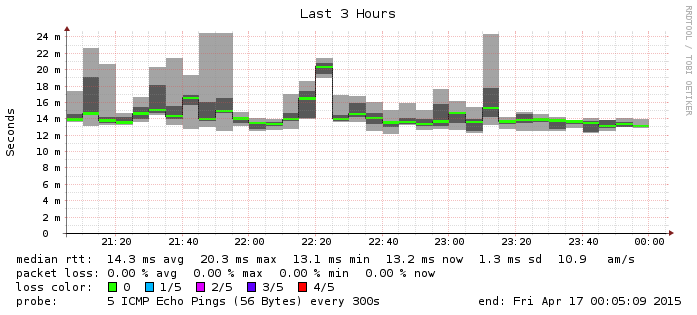 Last 3 Hours
RRDTOOL / TOBI OETIKER
Seconds
24 m
22 m
20 m
18 m
16 m
14 m
12 m
10 m
8 m
6 m
4 m
2 m
0
21:20 21:40 22:00 22:20 22:40 23:00 23:20 23:40 00:00
median rtt: 14.3 ms avg 20.3 ms max 13.1 ms min 13.2 ms now 1.3 ms sd 10.9 am/s
packet loss: 0.00 % avg 0.00 % max 0.00 % min 0.00 % now
loss color: 0 1/5 2/5 3/5 4/5
probe: 5 ICMP Echo Pings (56 Bytes) every 300s end: Fri Apr 17 00:05:09 2015